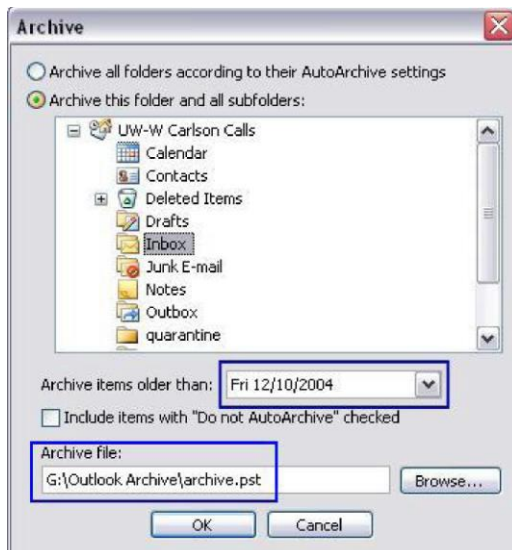 Archive
Archive all folders according to their AutoArchive settings
Archive this folder and all subfolders:
UW-W Carlson Calls
Calendar
Contacts
Deleted Items
Drafts
Inbox
Junk E-mail
Notes
Outbox
quarantine
Archive items older than: Fri 12/10/2004
Include items with "Do not AutoArchive" checked
Archive file:
G:\Outlook Archive\archive.pst Browse...
OK Cancel